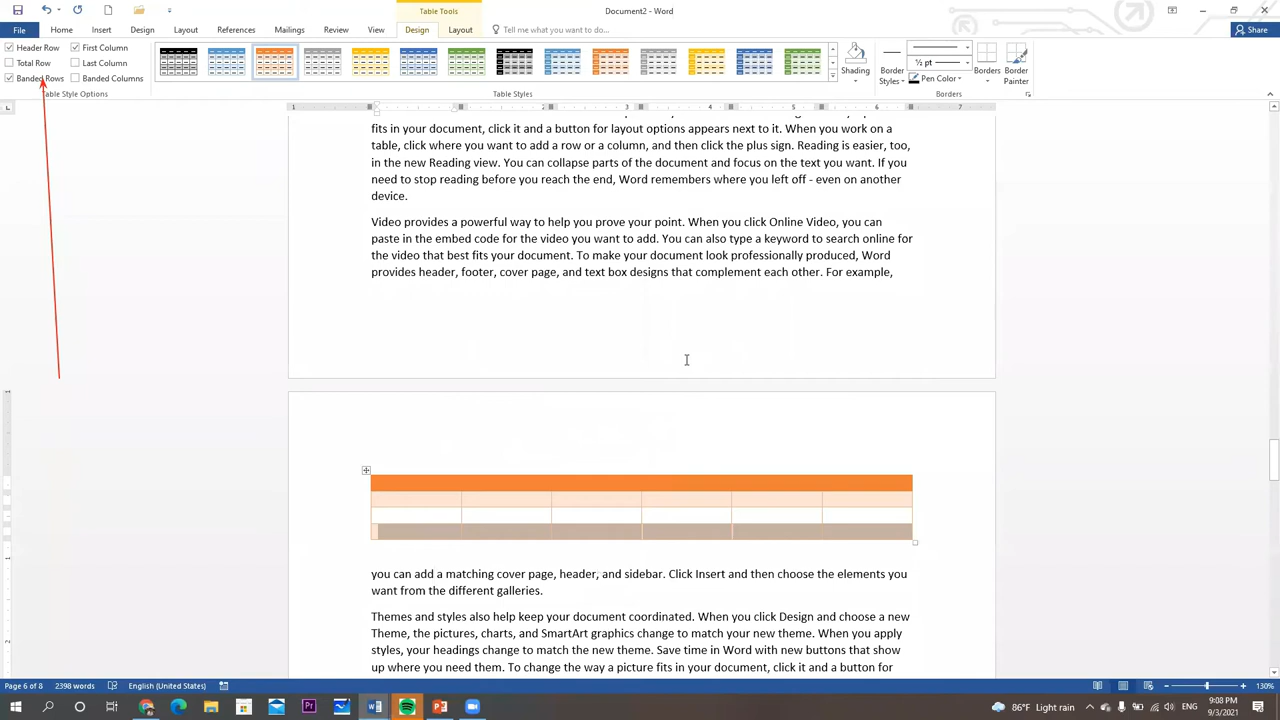 Table Tools
Document2 - Word
File
Home
Insert
Design
Layout
References
Mailings
Review
View
Design
Layout
Tell me what you want to do...
Share
Header Row
First Column
Total Row
Last Column
Banded Rows
Banded Columns
Table Style Options
Table Styles
Shading
Border Styles
½ pt
Pen Color
Borders
Border Painter
Borders
1 2 3 4 5 6 7
fits in your document, click it and a button for layout options appears next to it. When you work on a
table, click where you want to add a row or a column, and then click the plus sign. Reading is easier, too,
in the new Reading view. You can collapse parts of the document and focus on the text you want. If you
need to stop reading before you reach the end, Word remembers where you left off - even on another
device.
Video provides a powerful way to help you prove your point. When you click Online Video, you can
paste in the embed code for the video you want to add. You can also type a keyword to search online for
the video that best fits your document. To make your document look professionally produced, Word
provides header, footer, cover page, and text box designs that complement each other. For example,
you can add a matching cover page, header, and sidebar. Click Insert and then choose the elements you
want from the different galleries.
Themes and styles also help keep your document coordinated. When you click Design and choose a new
Theme, the pictures, charts, and SmartArt graphics change to match your new theme. When you apply
styles, your headings change to match the new theme. Save time in Word with new buttons that show
up where you need them. To change the way a picture fits in your document, click it and a button for
Page 6 of 8
2398 words
English (United States)
130%
86°F Light rain
ENG
9:08 PM
9/3/2021